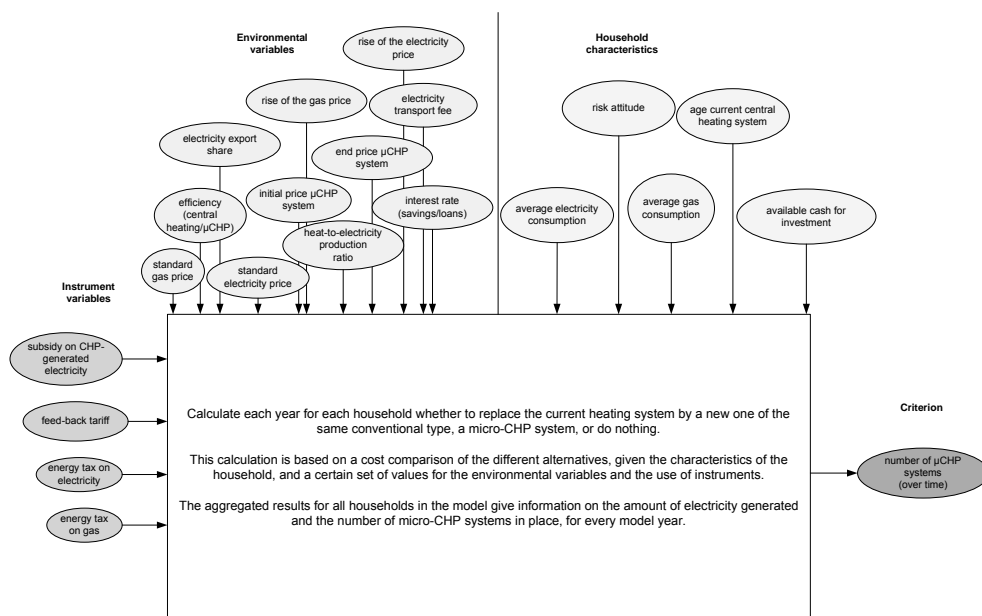 Environmental
variables
Household
characteristics
rise of the electricity
price
rise of the gas price
electricity
transport fee
risk attitude
age current central
heating system
electricity export
share
end price µCHP
system
efficiency
(central
heating/µCHP)
initial price µCHP
system
interest rate
(savings/loans)
average electricity
consumption
average gas
consumption
available cash for
investment
heat-to-electricity
production
ratio
standard
gas price
standard
electricity price
Instrument
variables
subsidy on CHP-
generated
electricity
feed-back tariff
energy tax on
electricity
energy tax
on gas
Calculate each year for each household whether to replace the current heating system by a new one of the
same conventional type, a micro-CHP system, or do nothing.
This calculation is based on a cost comparison of the different alternatives, given the characteristics of the
household, and a certain set of values for the environmental variables and the use of instruments.
The aggregated results for all households in the model give information on the amount of electricity generated
and the number of micro-CHP systems in place, for every model year.
Criterion
number of µCHP
systems
(over time)